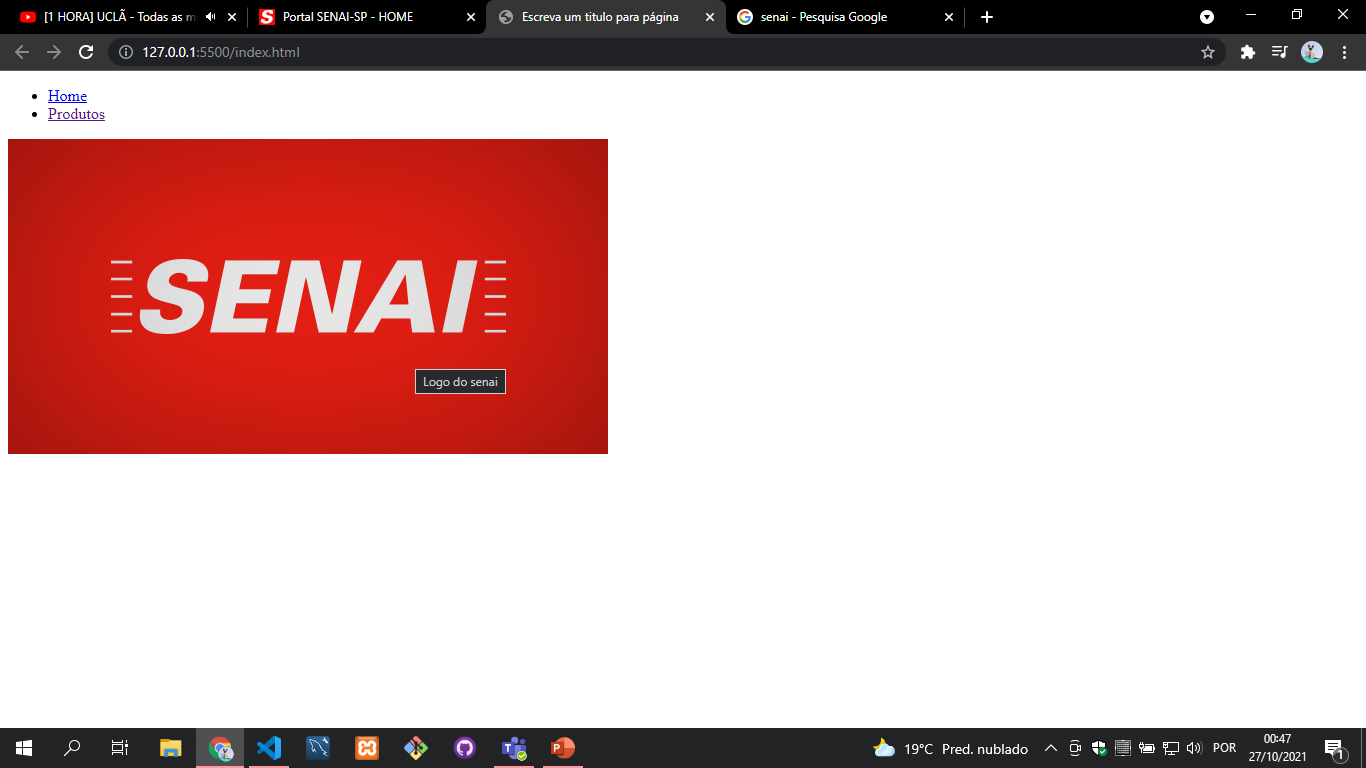 [1 HORA] UCLÃ - Todas as m
Portal SENAI-SP - HOME
Escreva um titulo para página
senai - Pesquisa Google
127.0.0.1:5500/index.html
Home
Produtos
SENAI
Logo do senai
19°C Pred. nublado
POR
00:47
27/10/2021
1